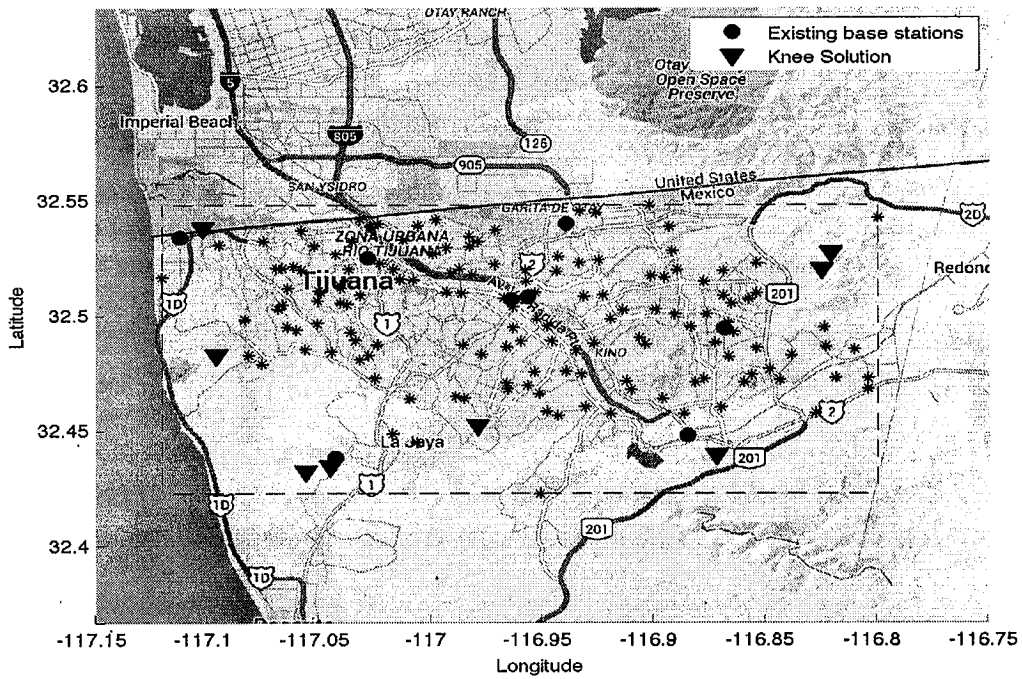 OTAY RANCH
Existing base stations
Knee Solution
Otay
Open Space
Preserve
32.6
5
Imperial Beach
805
125
905
SAN YSIDRO
United States
Mexico
32.55
GARITA DE OTAY
2D
ZONA URBANA
RIO TIJUANA
Redond
Tijuana
201
1D
1
Latitude
32.5
KINO
2
32.45
La Joya
201
1
1D
201
32.4
1D
-117.15
-117.1
-117.05
-117
-116.95
-116.9
-116.85
-116.8
-116.75
Longitude